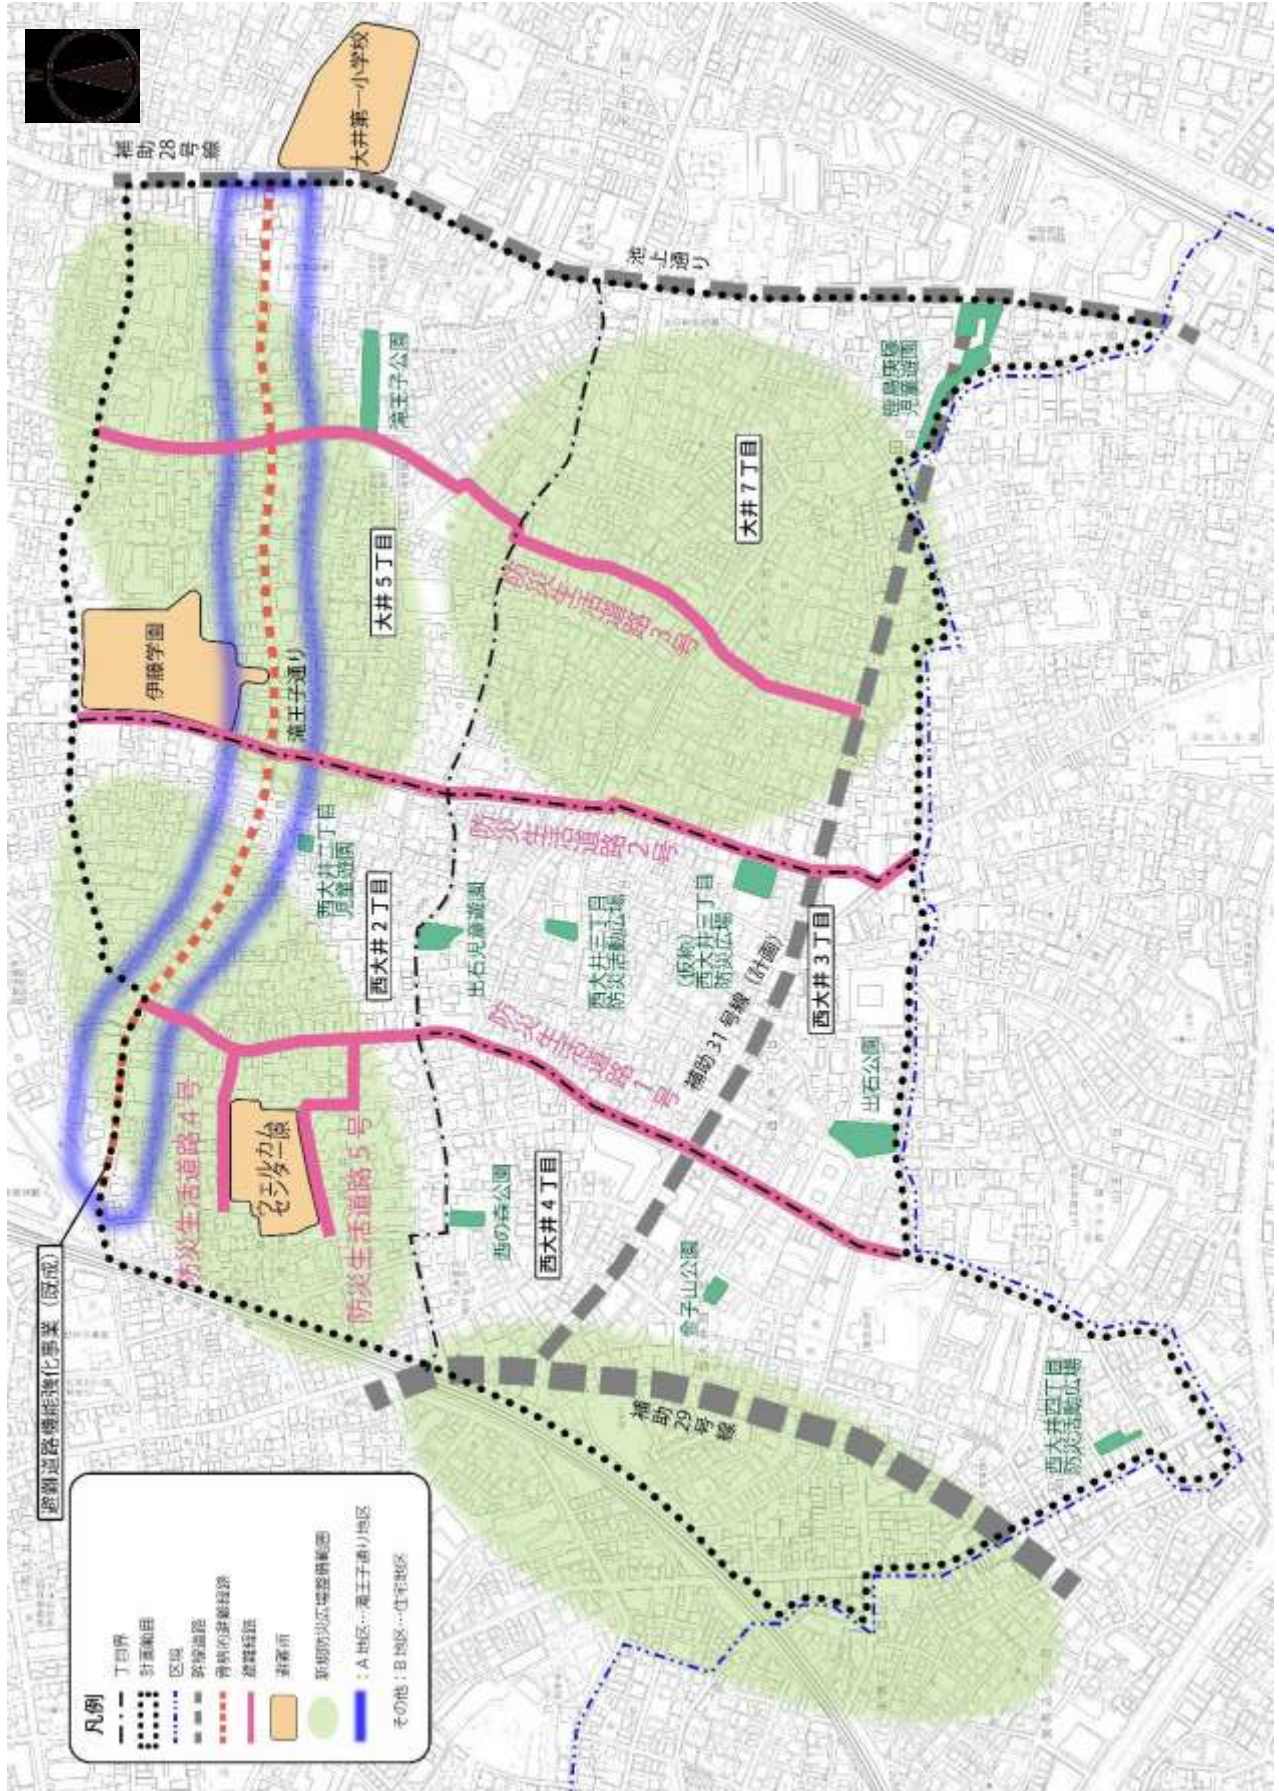 避難道路機能強化事業（既成）
凡例
丁目界
計画範囲
区境
幹線道路
骨格的避難経路
避難経路
避難所
新規防災広場整備範囲
：A地区…滝王子通り地区
その他：B地区…住宅地区
N
補助28号線
大井第一小学校
池上通り
滝王子公園
鹿島庚塚
児童遊園
大井7丁目
大井5丁目
防災生活道路3号
伊藤学園
滝王子通り
西大井二丁目
児童遊園
防災生活道路2号
西大井2丁目
出石児童遊園
西大井三丁目
防災活動広場
（仮称）
西大井三丁目
防災広場
西大井3丁目
補助31号線（計画）
防災生活道路1号
出石公園
防災生活道路4号
ウェルカム
センター原
防災生活道路5号
西の森公園
西大井4丁目
金子山公園
補助29号線
西大井四丁目
防災活動広場